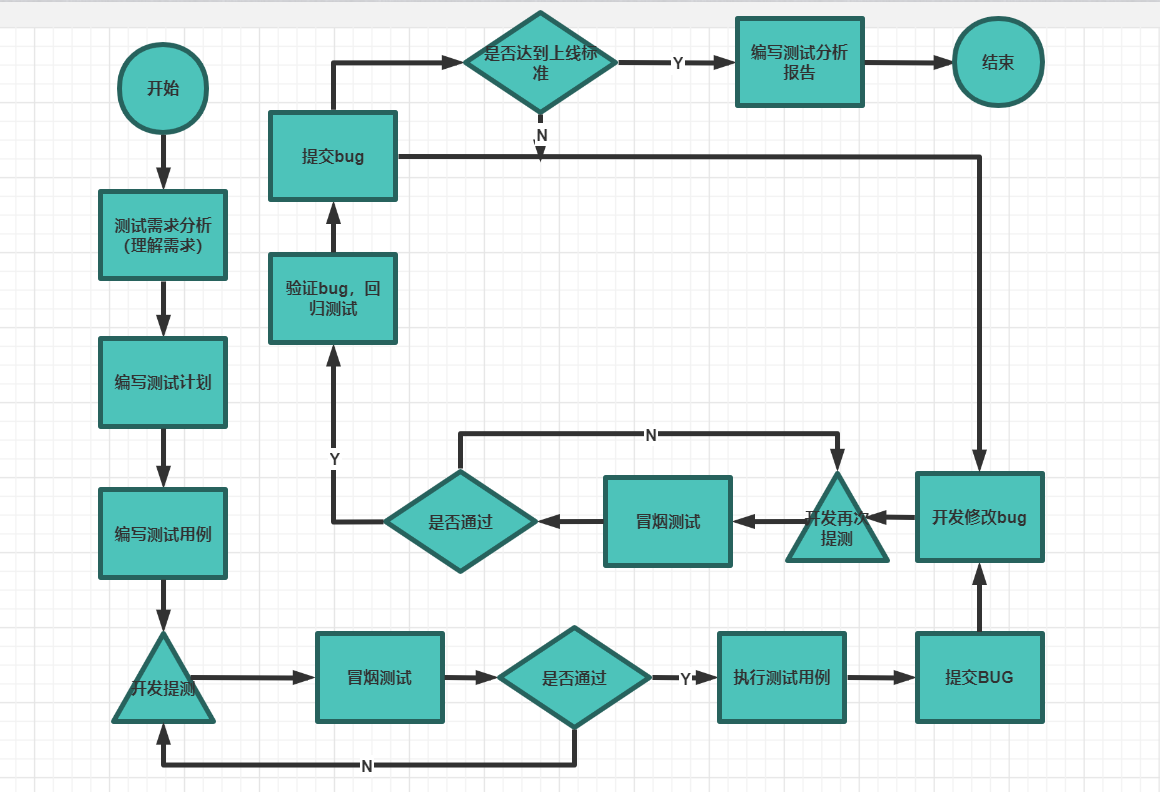 开始
测试需求分析
（理解需求）
编写测试计划
编写测试用例
开发提测
冒烟测试
是否通过
N
Y
执行测试用例
提交BUG
开发修改bug
开发再次
提测
冒烟测试
是否通过
N
Y
验证bug，回
归测试
提交bug
是否达到上线标
准
N
Y
编写测试分析
报告
结束